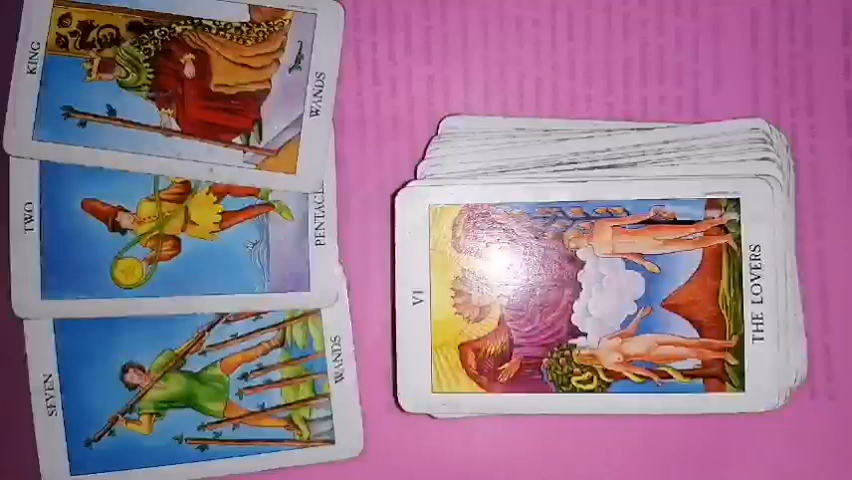 KING
WANDS
TWO
PENTACL
SEVEN
WANDS
VI
THE LOVERS